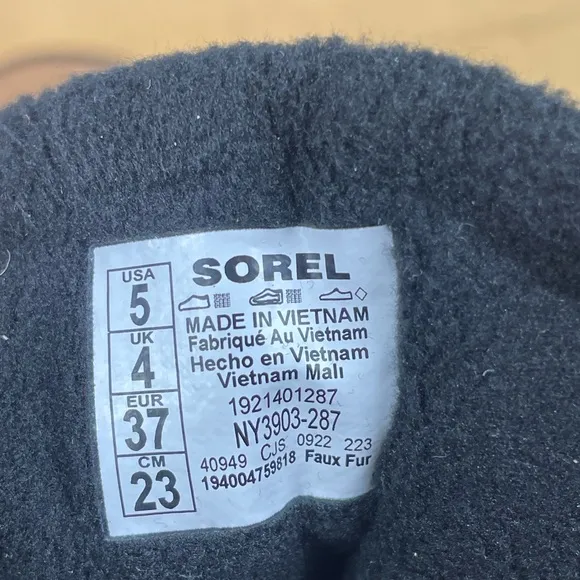 USA
5
UK
4
EUR
37
CM
23
SOREL
MADE IN VIETNAM
Fabriqué Au Vietnam
Hecho en Vietnam
Vietnam Malı
1921401287
NY3903-287
40949 CJS 0922 223
194004759818 Faux Fur